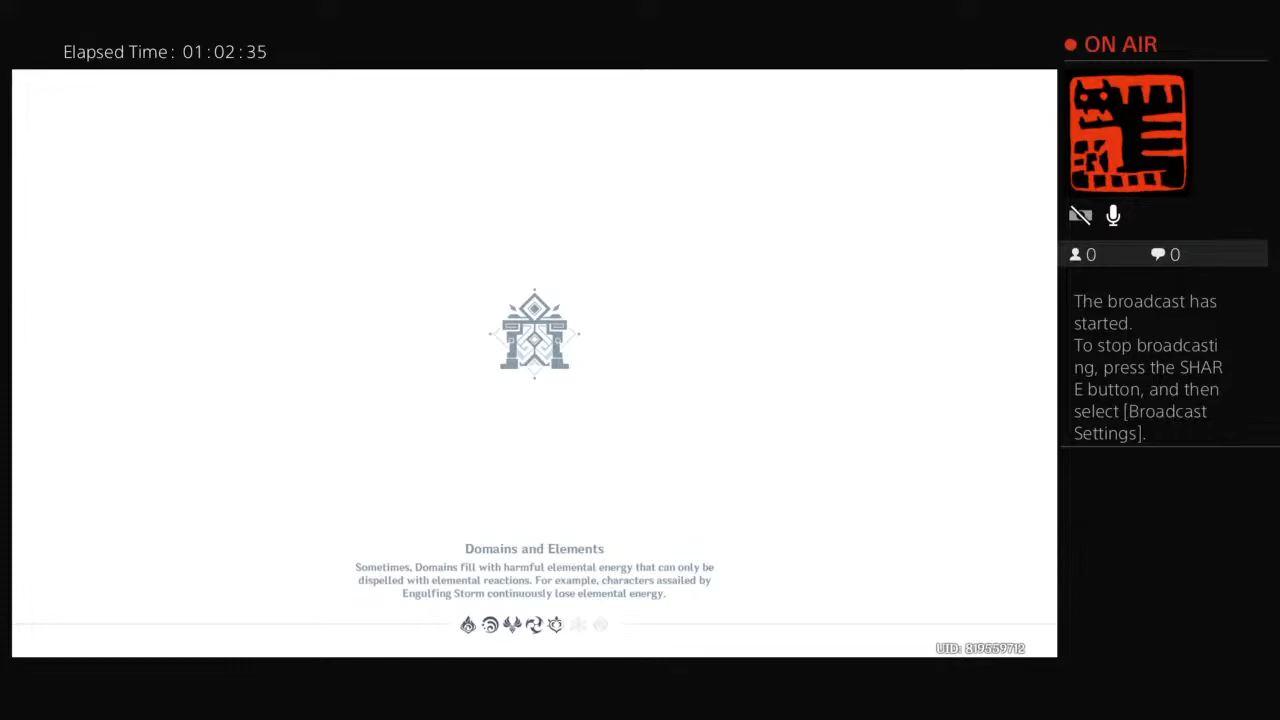 Elapsed Time: 01:02:35
ON AIR
0 0
The broadcast has
started.
To stop broadcasti
ng, press the SHAR
E button, and then
select [Broadcast
Settings].
Domains and Elements
Sometimes, Domains fill with harmful elemental energy that can only be
dispelled with elemental reactions. For example, characters assailed by
Engulfing Storm continuously lose elemental energy.
UID: 819559712